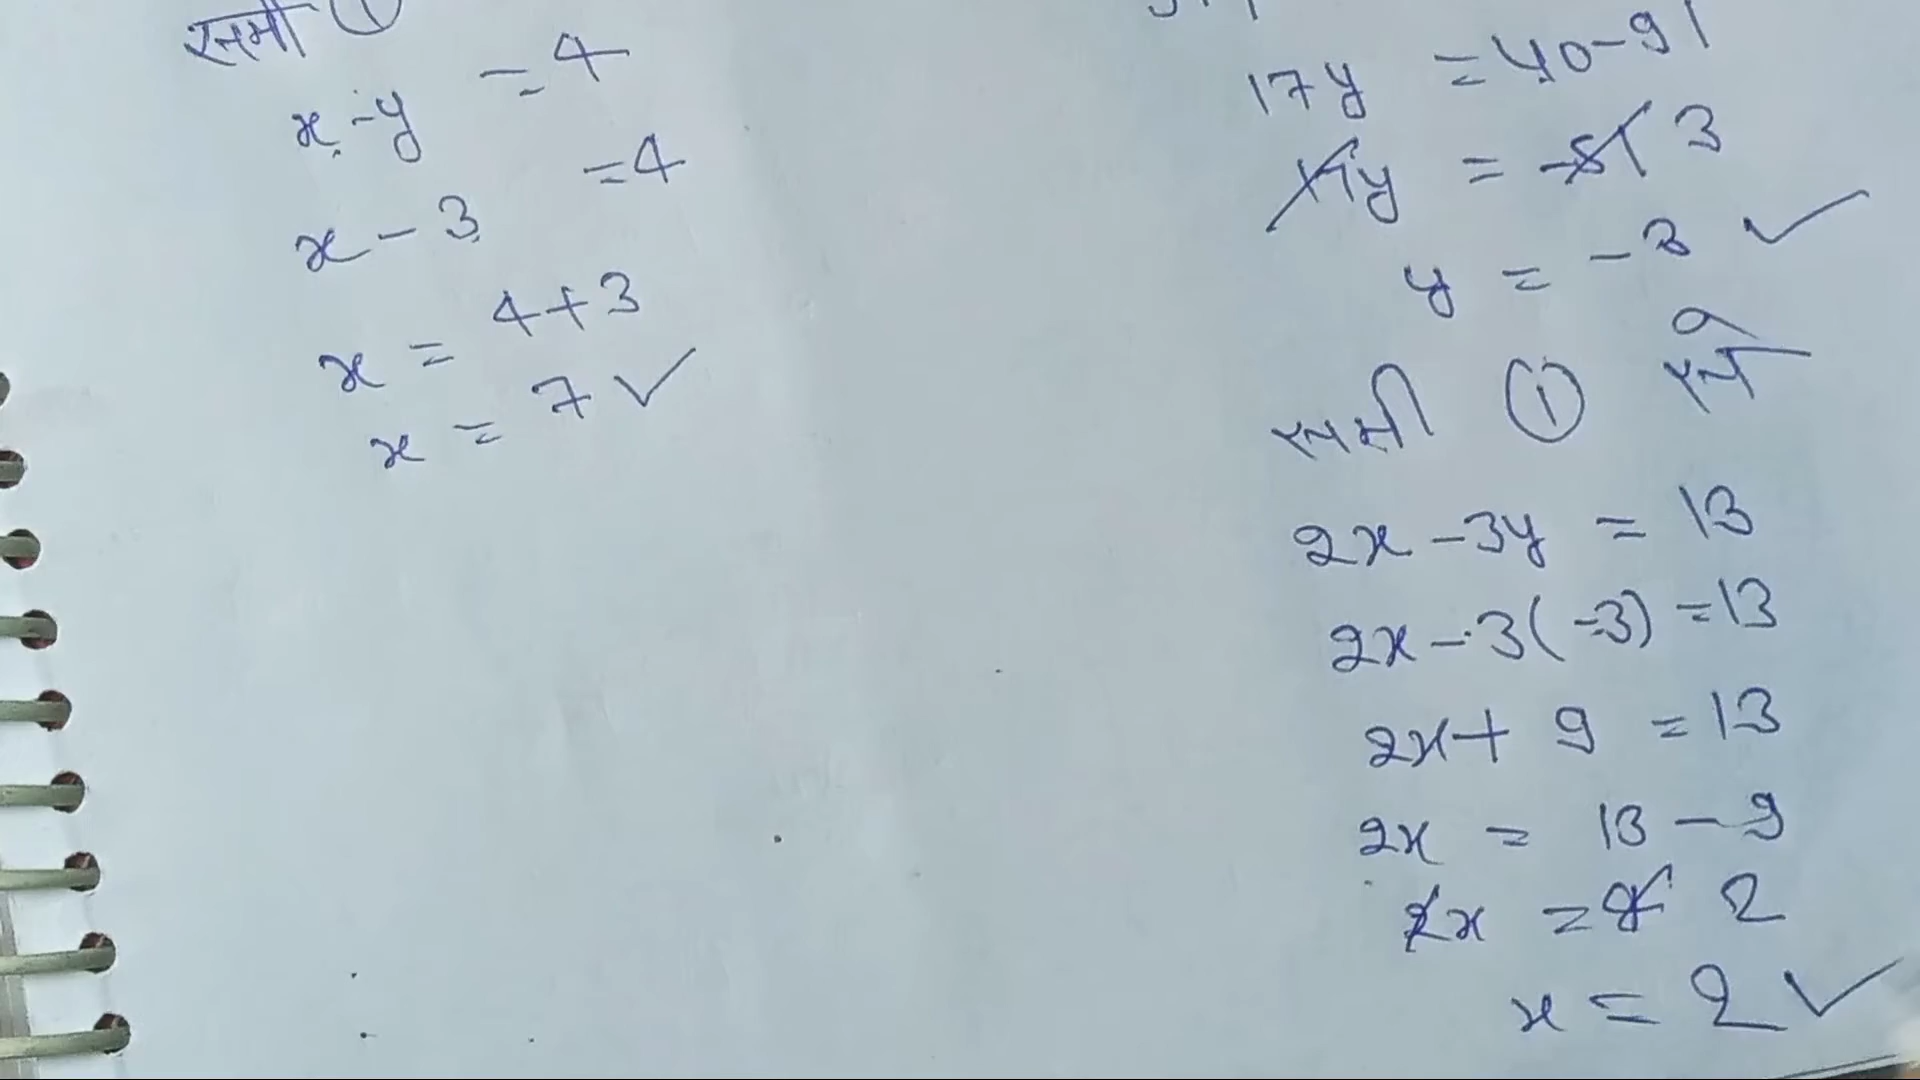 समी ①
x - y = 4
x - 3 = 4
x = 4 + 3
x = 7 ✓
17y = 40 - 91
17y = -51 3
y = -3 ✓
समी ① से
2x - 3y = 13
2x - 3(-3) = 13
2x + 9 = 13
2x = 13 - 9
2x = 4 2
x = 2 ✓